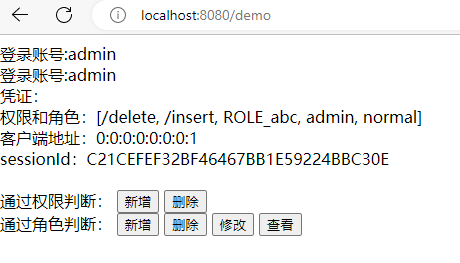 localhost:8080/demo
登录账号:admin
登录账号:admin
凭证：
权限和角色：[/delete, /insert, ROLE_abc, admin, normal]
客户端地址：0:0:0:0:0:0:0:1
sessionId：C21CEFEF32BF46467BB1E59224BBC30E
通过权限判断： 新增 删除
通过角色判断： 新增 删除 修改 查看